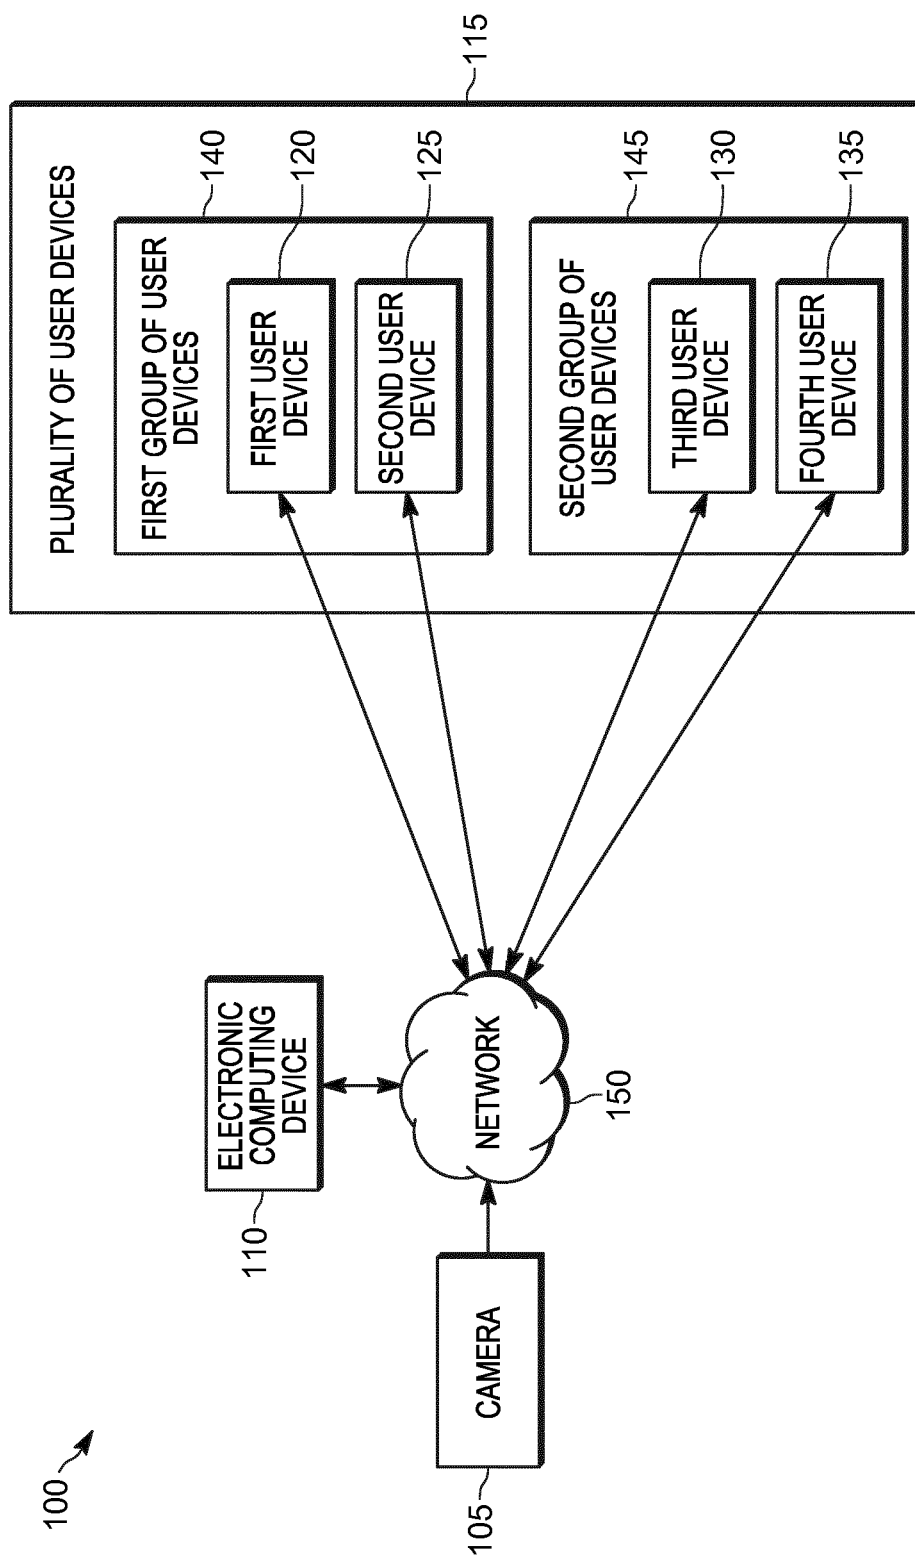 100
115
PLURALITY OF USER DEVICES
140
FIRST GROUP OF USER
DEVICES
120
FIRST USER
DEVICE
125
SECOND USER
DEVICE
145
SECOND GROUP OF
USER DEVICES
130
THIRD USER
DEVICE
135
FOURTH USER
DEVICE
ELECTRONIC
COMPUTING
DEVICE
110
NETWORK
150
CAMERA
105